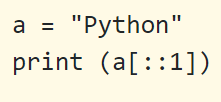 a = "Python"
print (a[::1])